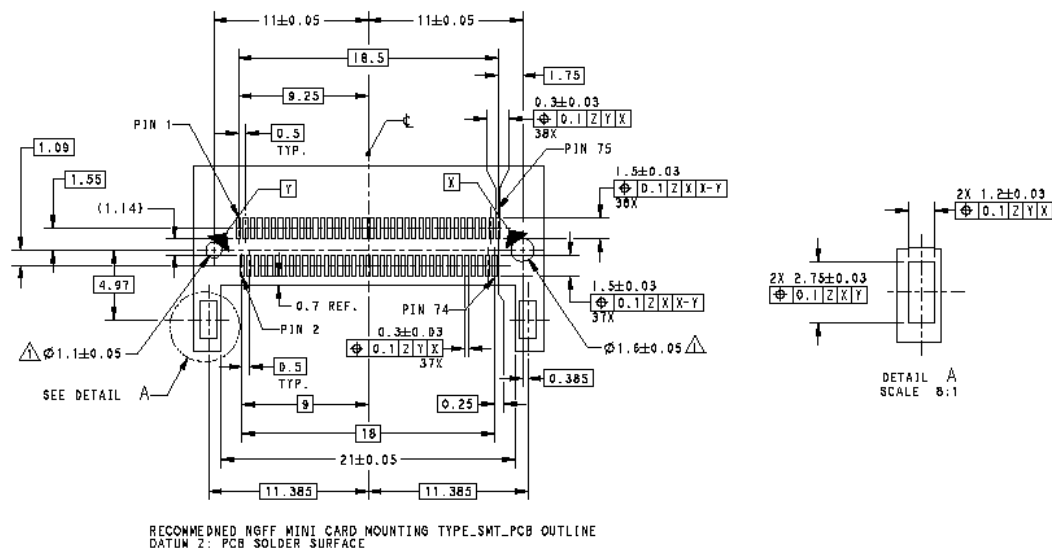 11±0.05
11±0.05
18.5
1.75
9.25
0.3±0.03
⌖ 0.1 Z Y X
38X
PIN 1
0.5
TYP.
℄
PIN 75
1.09
1.55
Y
X
1.5±0.03
⌖ 0.1 Z X X-Y
38X
(1.14)
2X 1.2±0.03
⌖ 0.1 Z Y X
4.97
1.5±0.03
⌖ 0.1 Z X X-Y
37X
2X 2.75±0.03
⌖ 0.1 Z X Y
0.7 REF.
PIN 74
PIN 2
0.3±0.03
⌖ 0.1 Z Y X
37X
1 Ø1.1±0.05
Ø1.6±0.05 1
0.5
TYP.
0.385
SEE DETAIL A
DETAIL A
SCALE 8:1
9
0.25
18
21±0.05
11.385
11.385
RECOMMEDNED NGFF MINI CARD MOUNTING TYPE_SMT_PCB OUTLINE
DATUM Z: PCB SOLDER SURFACE